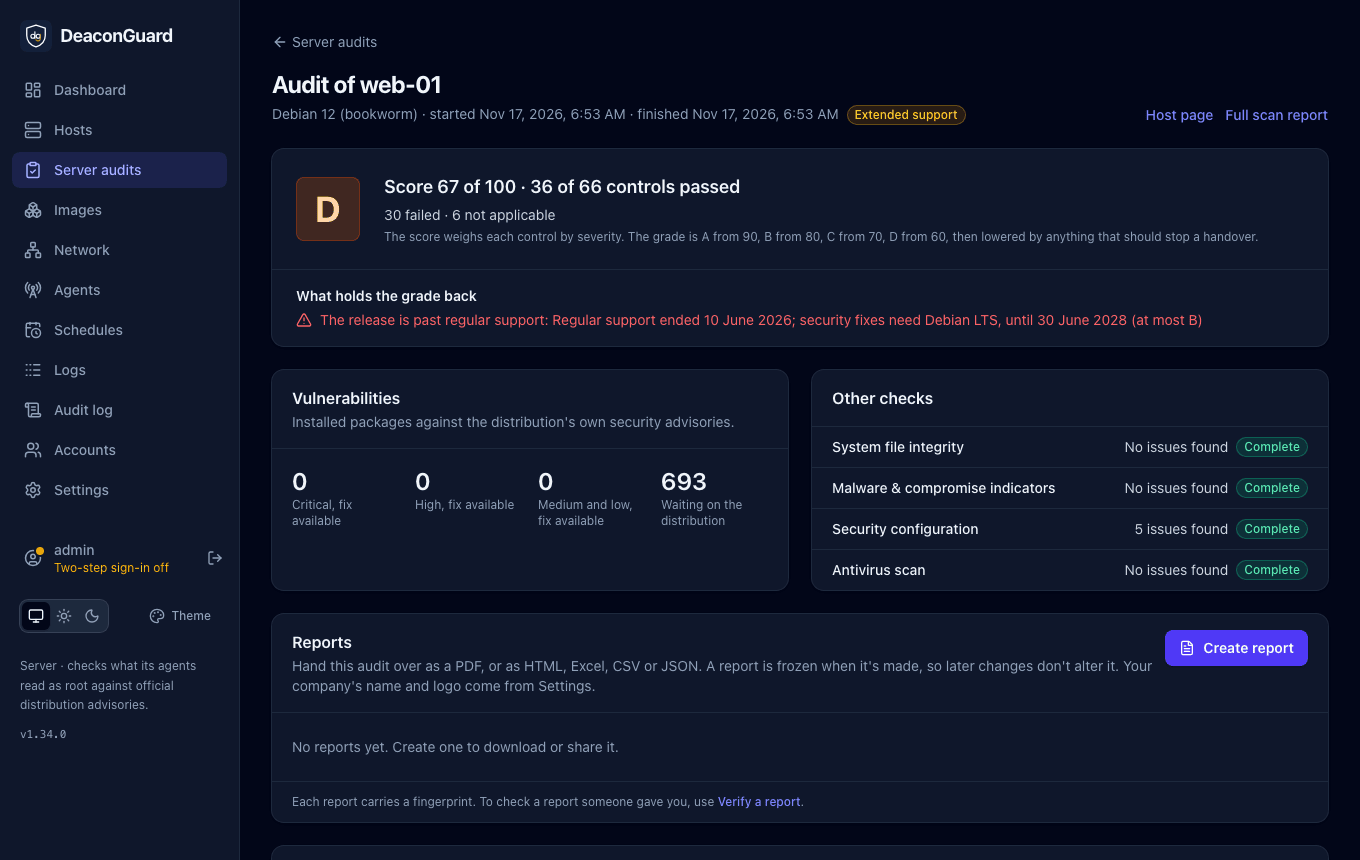 dg
DeaconGuard
Dashboard
Hosts
Server audits
Images
Network
Agents
Schedules
Logs
Audit log
Accounts
Settings
admin
Two-step sign-in off
Theme
Server · checks what its agents
read as root against official
distribution advisories.
v1.34.0
← Server audits
Audit of web-01
Debian 12 (bookworm) · started Nov 17, 2026, 6:53 AM · finished Nov 17, 2026, 6:53 AM Extended support
Host page Full scan report
D
Score 67 of 100 · 36 of 66 controls passed
30 failed · 6 not applicable
The score weighs each control by severity. The grade is A from 90, B from 80, C from 70, D from 60, then lowered by anything that should stop a handover.
What holds the grade back
The release is past regular support: Regular support ended 10 June 2026; security fixes need Debian LTS, until 30 June 2028 (at most B)
Vulnerabilities
Installed packages against the distribution's own security advisories.
0
Critical, fix
available
0
High, fix available
0
Medium and low,
fix available
693
Waiting on the
distribution
Other checks
System file integrity No issues found Complete
Malware & compromise indicators No issues found Complete
Security configuration 5 issues found Complete
Antivirus scan No issues found Complete
Reports
Hand this audit over as a PDF, or as HTML, Excel, CSV or JSON. A report is frozen when it's made, so later changes don't alter it. Your
company's name and logo come from Settings.
Create report
No reports yet. Create one to download or share it.
Each report carries a fingerprint. To check a report someone gave you, use Verify a report.